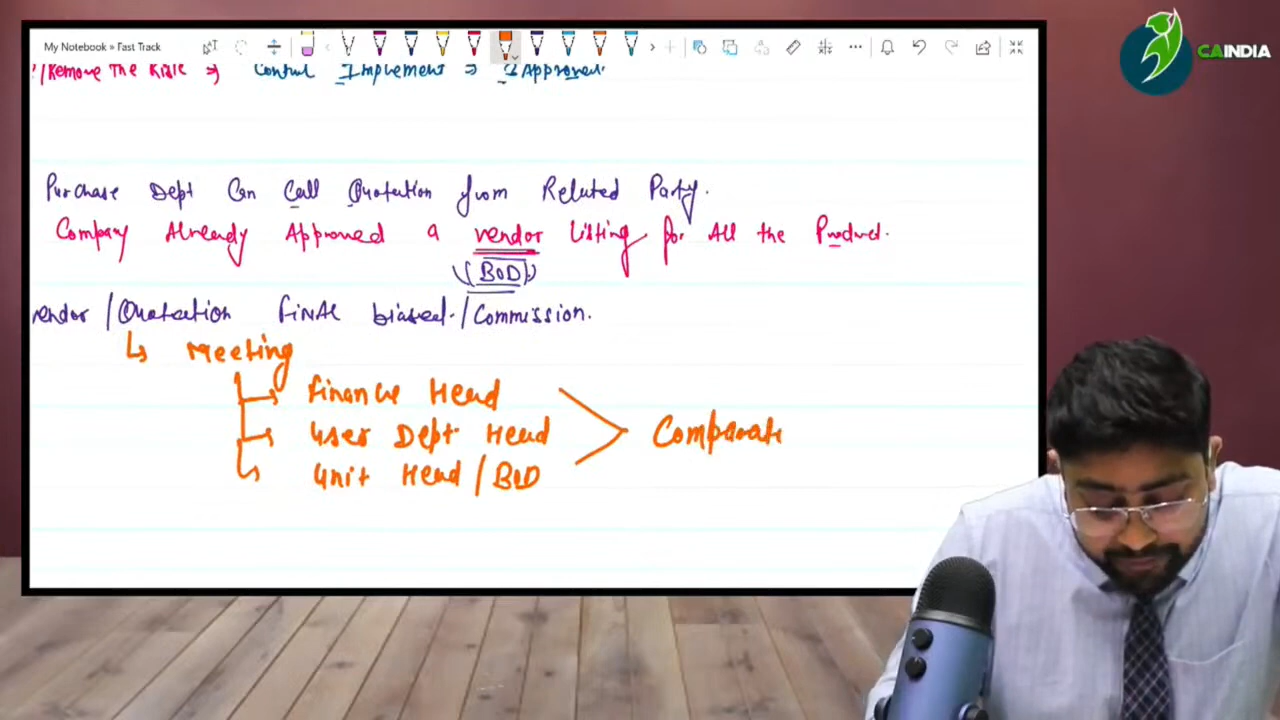 My Notebook » Fast Track
CAINDIA
/Remove The Risk ⇒ Control Implement ⇒ Approved.
Purchase Dept Can Call Quotation from Related Party.
Company Already Approved a vendor listing for All the Product.
(BOD)
vendor / Quotation FiNAL biased / Commission.
↳ Meeting
Finance Head
User Dept Head
Comparati
Unit Head / BOD